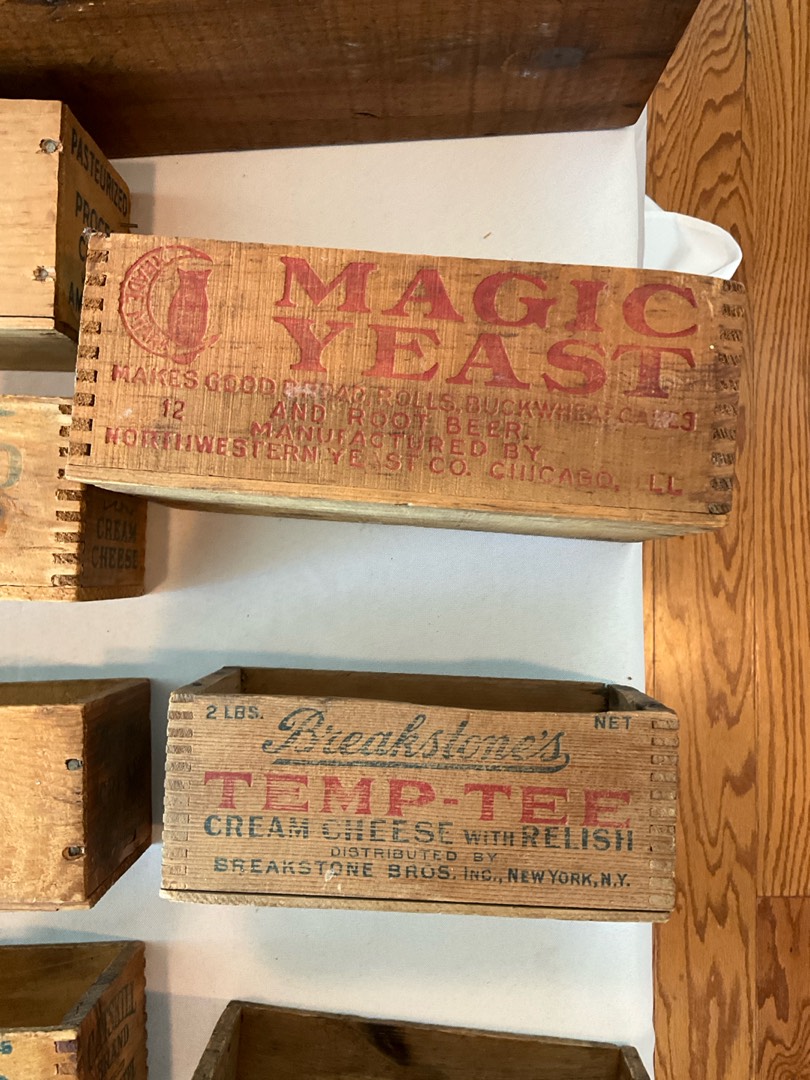 PASTEURIZED
MAGIC
YEAST
MAKES GOOD BREAD, ROLLS, BUCKWHEAT CAKES
12 AND ROOT BEER.
MANUFACTURED BY
NORTHWESTERN YEAST CO. CHICAGO, ILL
CREAM
CHEESE
2 LBS. NET
Breakstone's
TEMP-TEE
CREAM CHEESE WITH RELISH
DISTRIBUTED BY
BREAKSTONE BROS. INC., NEW YORK, N.Y.